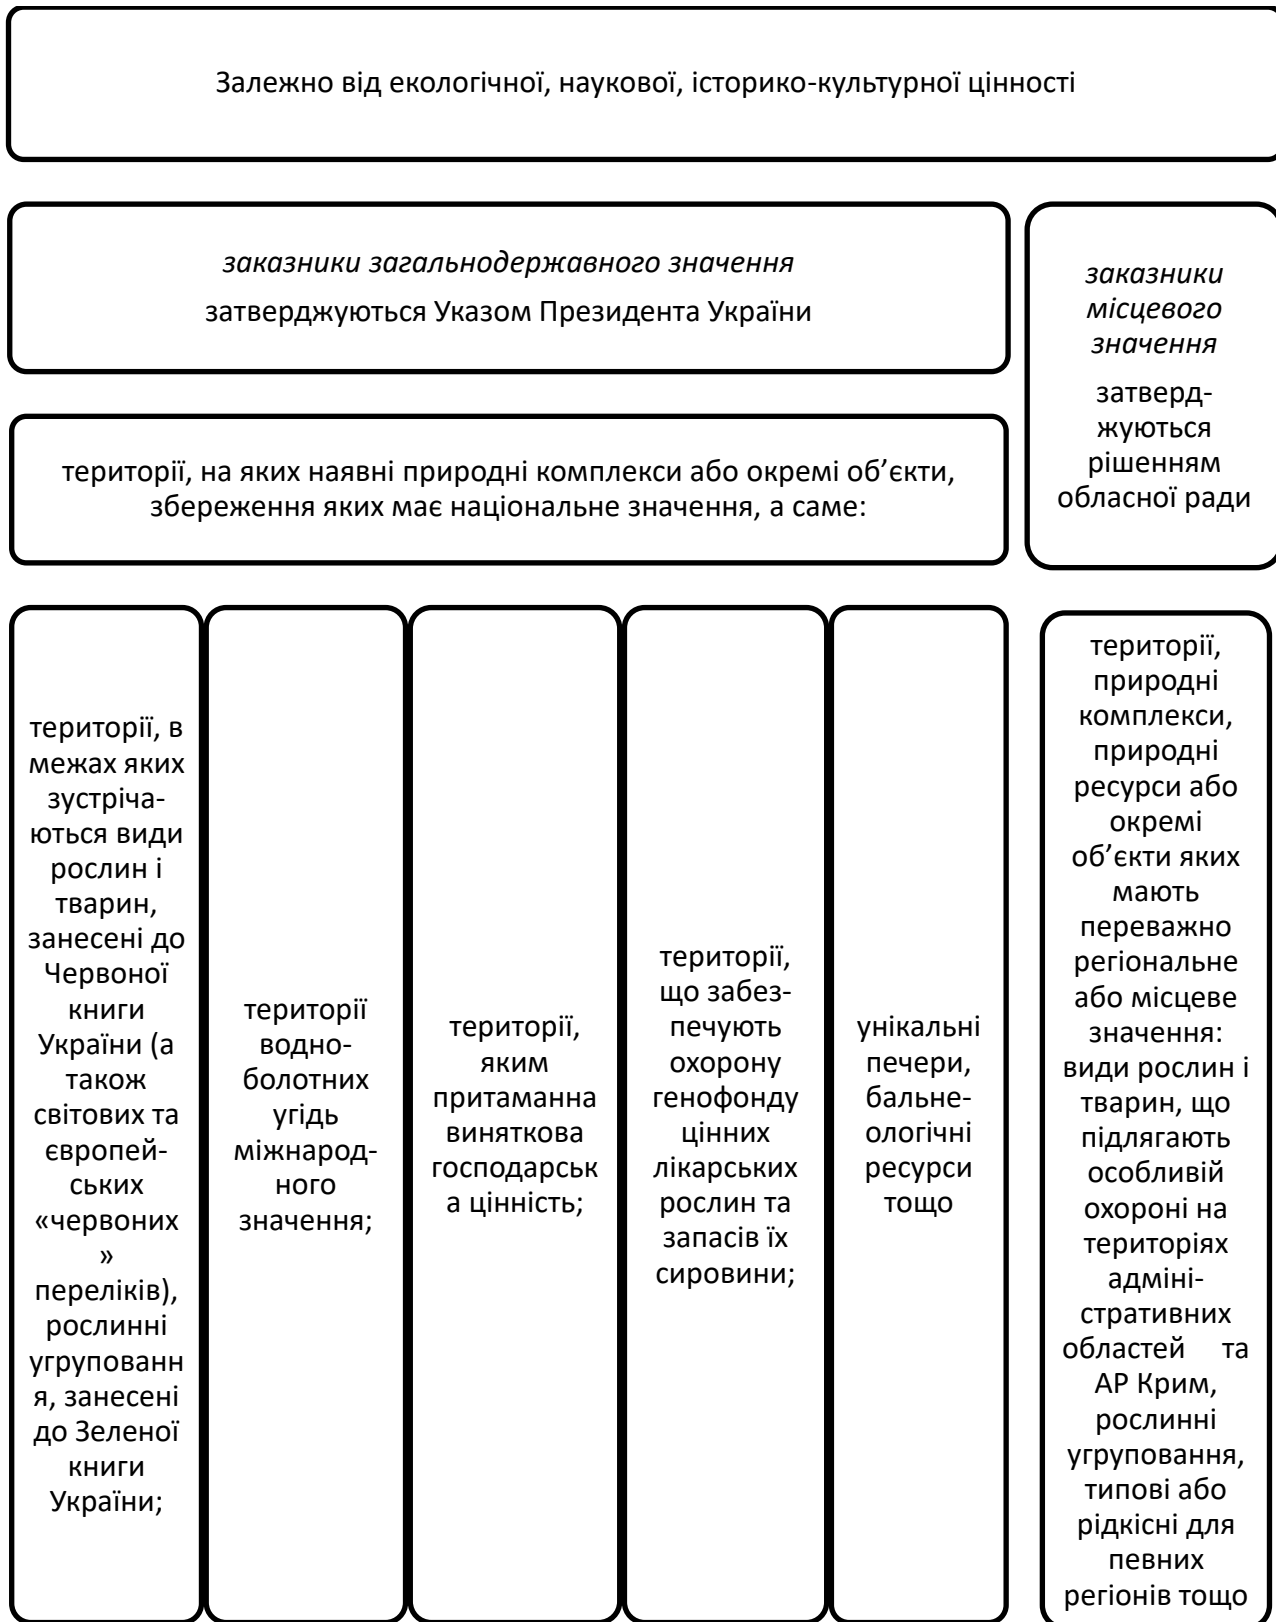 Залежно від екологічної, наукової, історико-культурної цінності
заказники загальнодержавного значення
затверджуються Указом Президента України
заказники
місцевого
значення
затверд-
жуються
рішенням
обласної ради
території, на яких наявні природні комплекси або окремі об’єкти,
збереження яких має національне значення, а саме:
території, в
межах яких
зустріча-
ються види
рослин і
тварин,
занесені до
Червоної
книги
України (а
також
світових та
європей-
ських
«червоних
»
переліків),
рослинні
угрупованн
я, занесені
до Зеленої
книги
України;
території
водно-
болотних
угідь
міжнарод-
ного
значення;
території,
яким
притаманна
виняткова
господарськ
а цінність;
території,
що забез-
печують
охорону
генофонду
цінних
лікарських
рослин та
запасів їх
сировини;
унікальні
печери,
бальне-
ологічні
ресурси
тощо
території,
природні
комплекси,
природні
ресурси або
окремі
об’єкти яких
мають
переважно
регіональне
або місцеве
значення:
види рослин і
тварин, що
підлягають
особливій
охороні на
територіях
адміні-
стративних
областей та
АР Крим,
рослинні
угруповання,
типові або
рідкісні для
певних
регіонів тощо